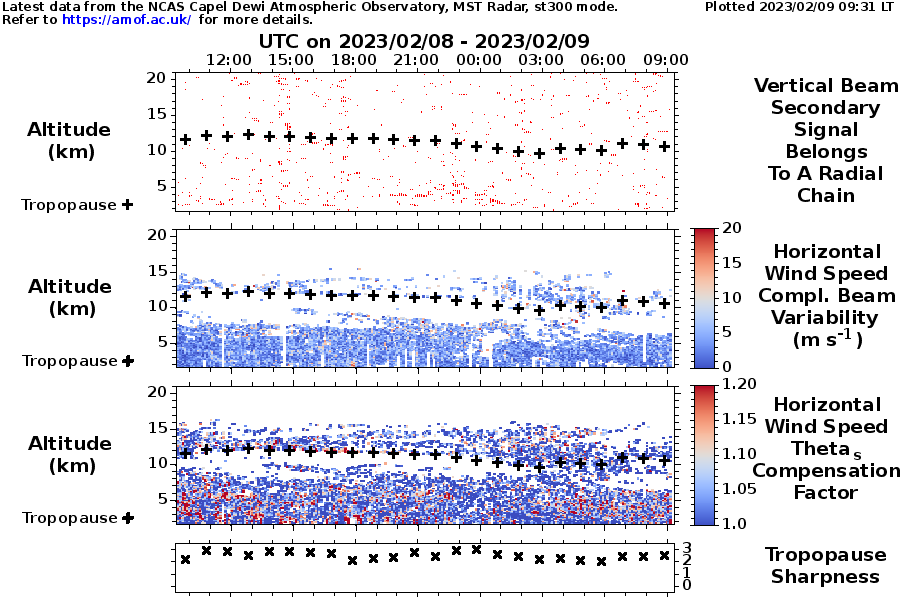 Latest data from the NCAS Capel Dewi Atmospheric Observatory, MST Radar, st300 mode.
Plotted 2023/02/09 09:31 LT
Refer to https://amof.ac.uk/ for more details.
UTC on 2023/02/08 - 2023/02/09
12:00 15:00 18:00 21:00 00:00 03:00 06:00 09:00
20
15
10
5
Altitude
(km)
Tropopause +
Vertical Beam
Secondary
Signal
Belongs
To A Radial
Chain
20
15
10
5
Altitude
(km)
Tropopause +
20
15
10
5
0
Horizontal
Wind Speed
Compl. Beam
Variability
(m s-1)
20
15
10
5
Altitude
(km)
Tropopause +
1.20
1.15
1.10
1.05
1.0
Horizontal
Wind Speed
Theta s
Compensation
Factor
3
2
1
0
Tropopause
Sharpness